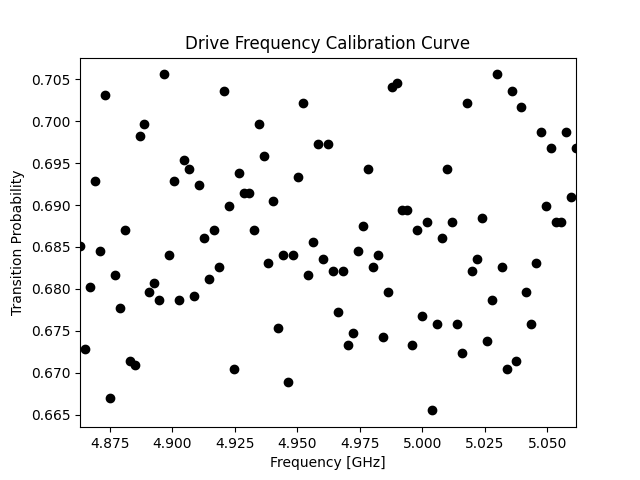 Drive Frequency Calibration Curve
Transition Probability
0.705
0.700
0.695
0.690
0.685
0.680
0.675
0.670
0.665
4.875 4.900 4.925 4.950 4.975 5.000 5.025 5.050
Frequency [GHz]